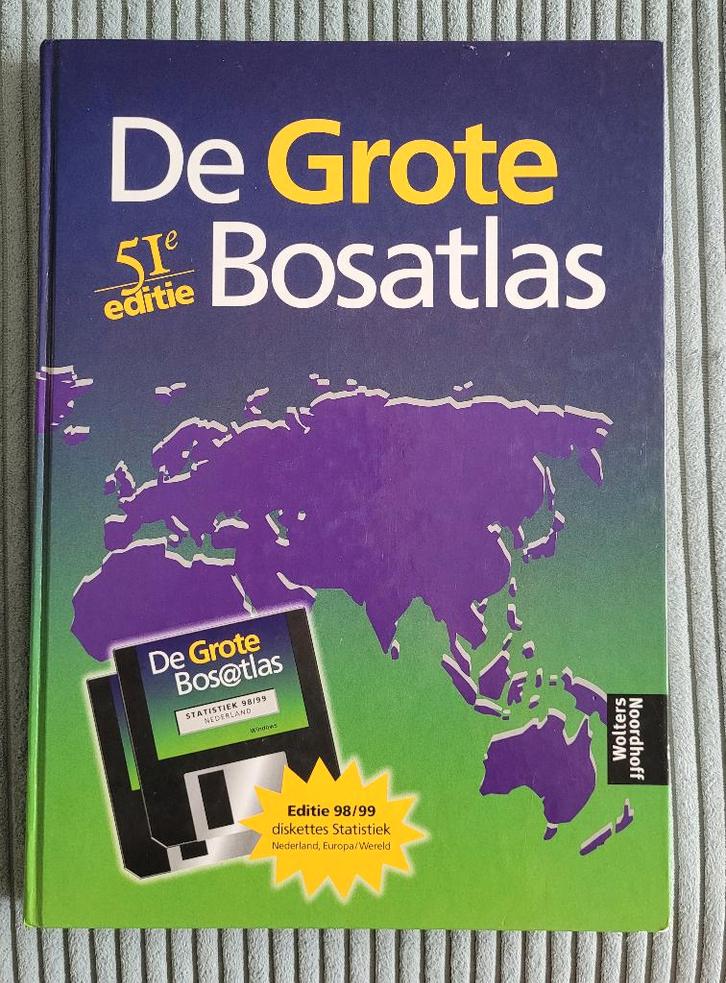 De Grote
51e
editie
Bosatlas
De Grote
Bos@tlas
STATISTIEK 98/99
NEDERLAND
Windows
Editie 98/99
diskettes Statistiek
Nederland, Europa/Wereld
Wolters
Noordhoff